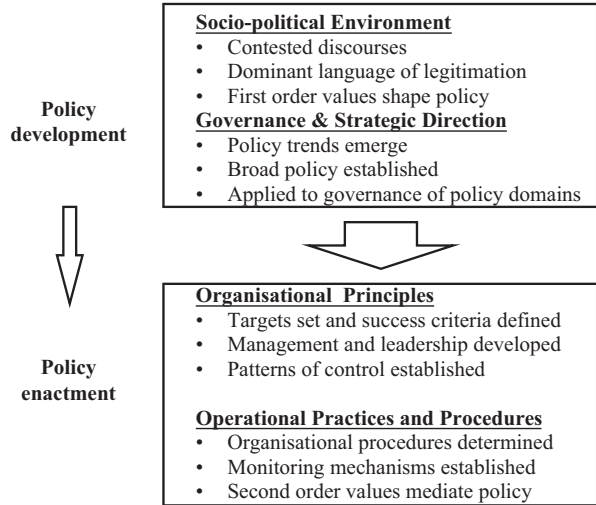 Socio-political Environment
• Contested discourses
• Dominant language of legitimation
• First order values shape policy
Policy development
Governance & Strategic Direction
• Policy trends emerge
• Broad policy established
• Applied to governance of policy domains
Organisational Principles
• Targets set and success criteria defined
• Management and leadership developed
• Patterns of control established
Policy enactment
Operational Practices and Procedures
• Organisational procedures determined
• Monitoring mechanisms established
• Second order values mediate policy